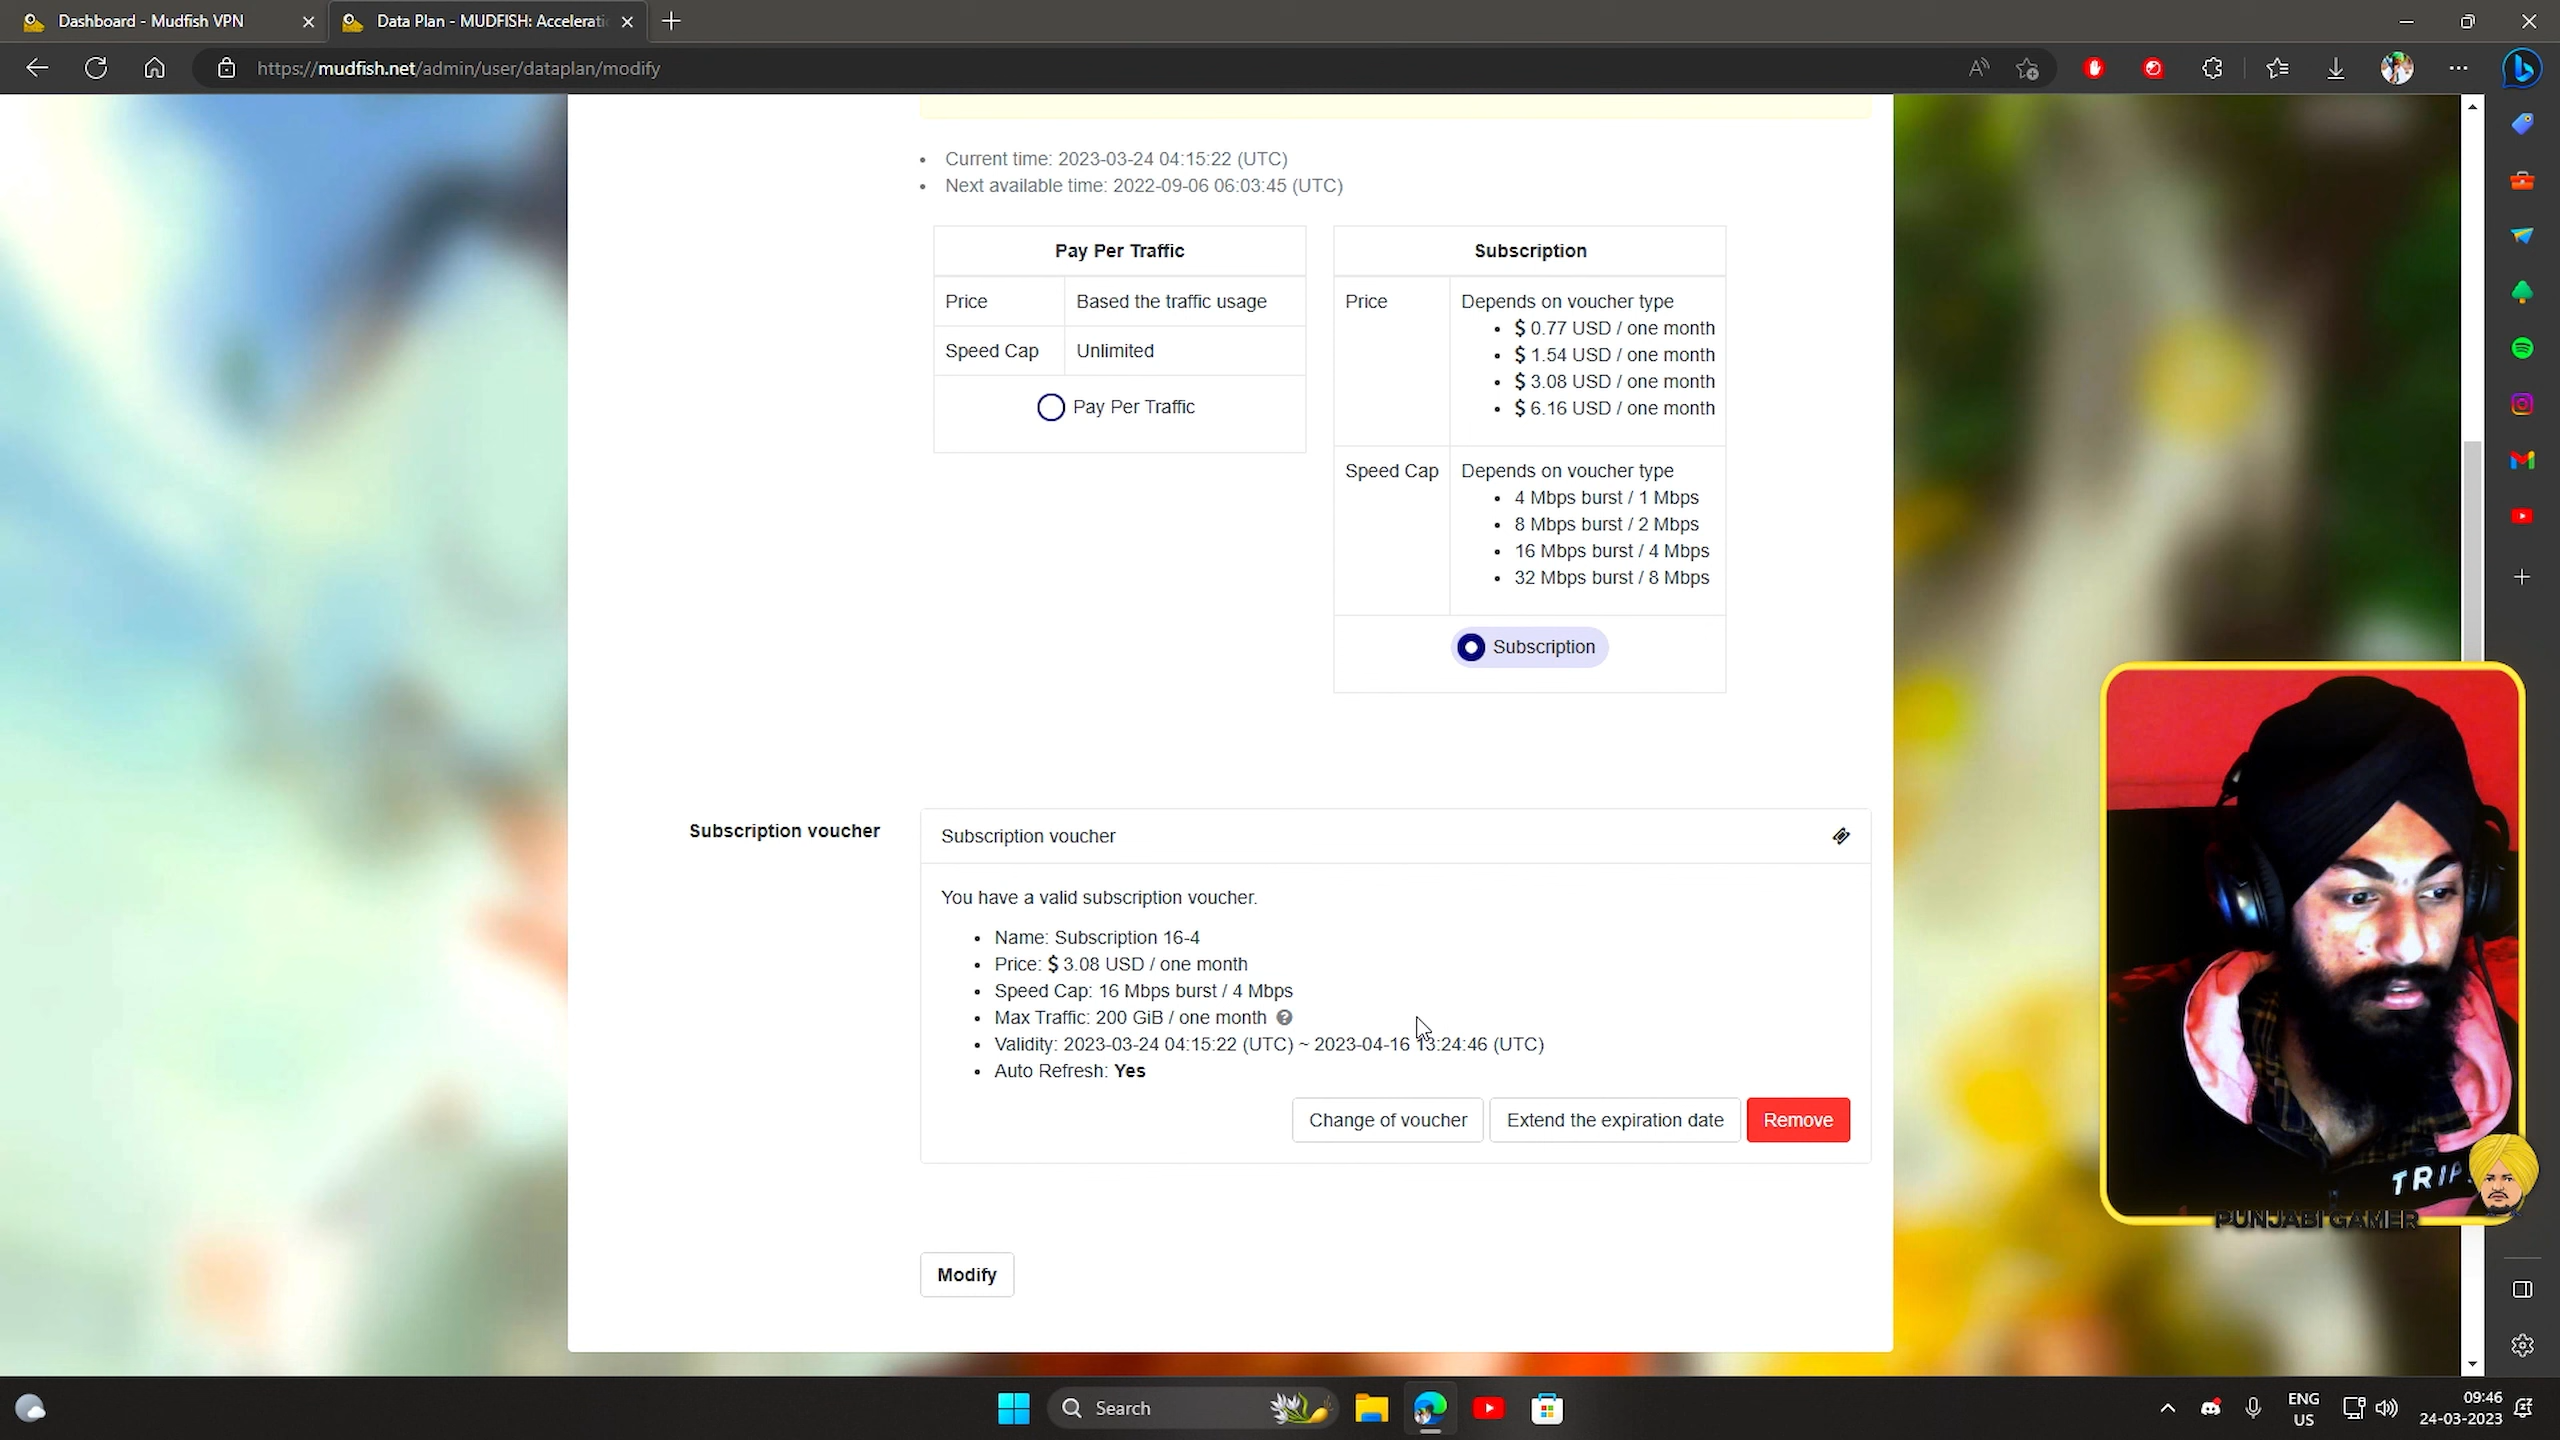 Dashboard - Mudfish VPN
Data Plan - MUDFISH: Accelerati
https://mudfish.net/admin/user/dataplan/modify
Current time: 2023-03-24 04:15:22 (UTC)
Next available time: 2022-09-06 06:03:45 (UTC)
Pay Per Traffic
Price Based the traffic usage
Speed Cap Unlimited
Pay Per Traffic
Subscription
Price Depends on voucher type
$ 0.77 USD / one month
$ 1.54 USD / one month
$ 3.08 USD / one month
$ 6.16 USD / one month
Speed Cap Depends on voucher type
4 Mbps burst / 1 Mbps
8 Mbps burst / 2 Mbps
16 Mbps burst / 4 Mbps
32 Mbps burst / 8 Mbps
Subscription
Subscription voucher
Subscription voucher
You have a valid subscription voucher.
Name: Subscription 16-4
Price: $ 3.08 USD / one month
Speed Cap: 16 Mbps burst / 4 Mbps
Max Traffic: 200 GiB / one month
Validity: 2023-03-24 04:15:22 (UTC) ~ 2023-04-16 13:24:46 (UTC)
Auto Refresh: Yes
Change of voucher
Extend the expiration date
Remove
Modify
TRIP
PUNJABI GAMER
Search
ENG
US
09:46
24-03-2023